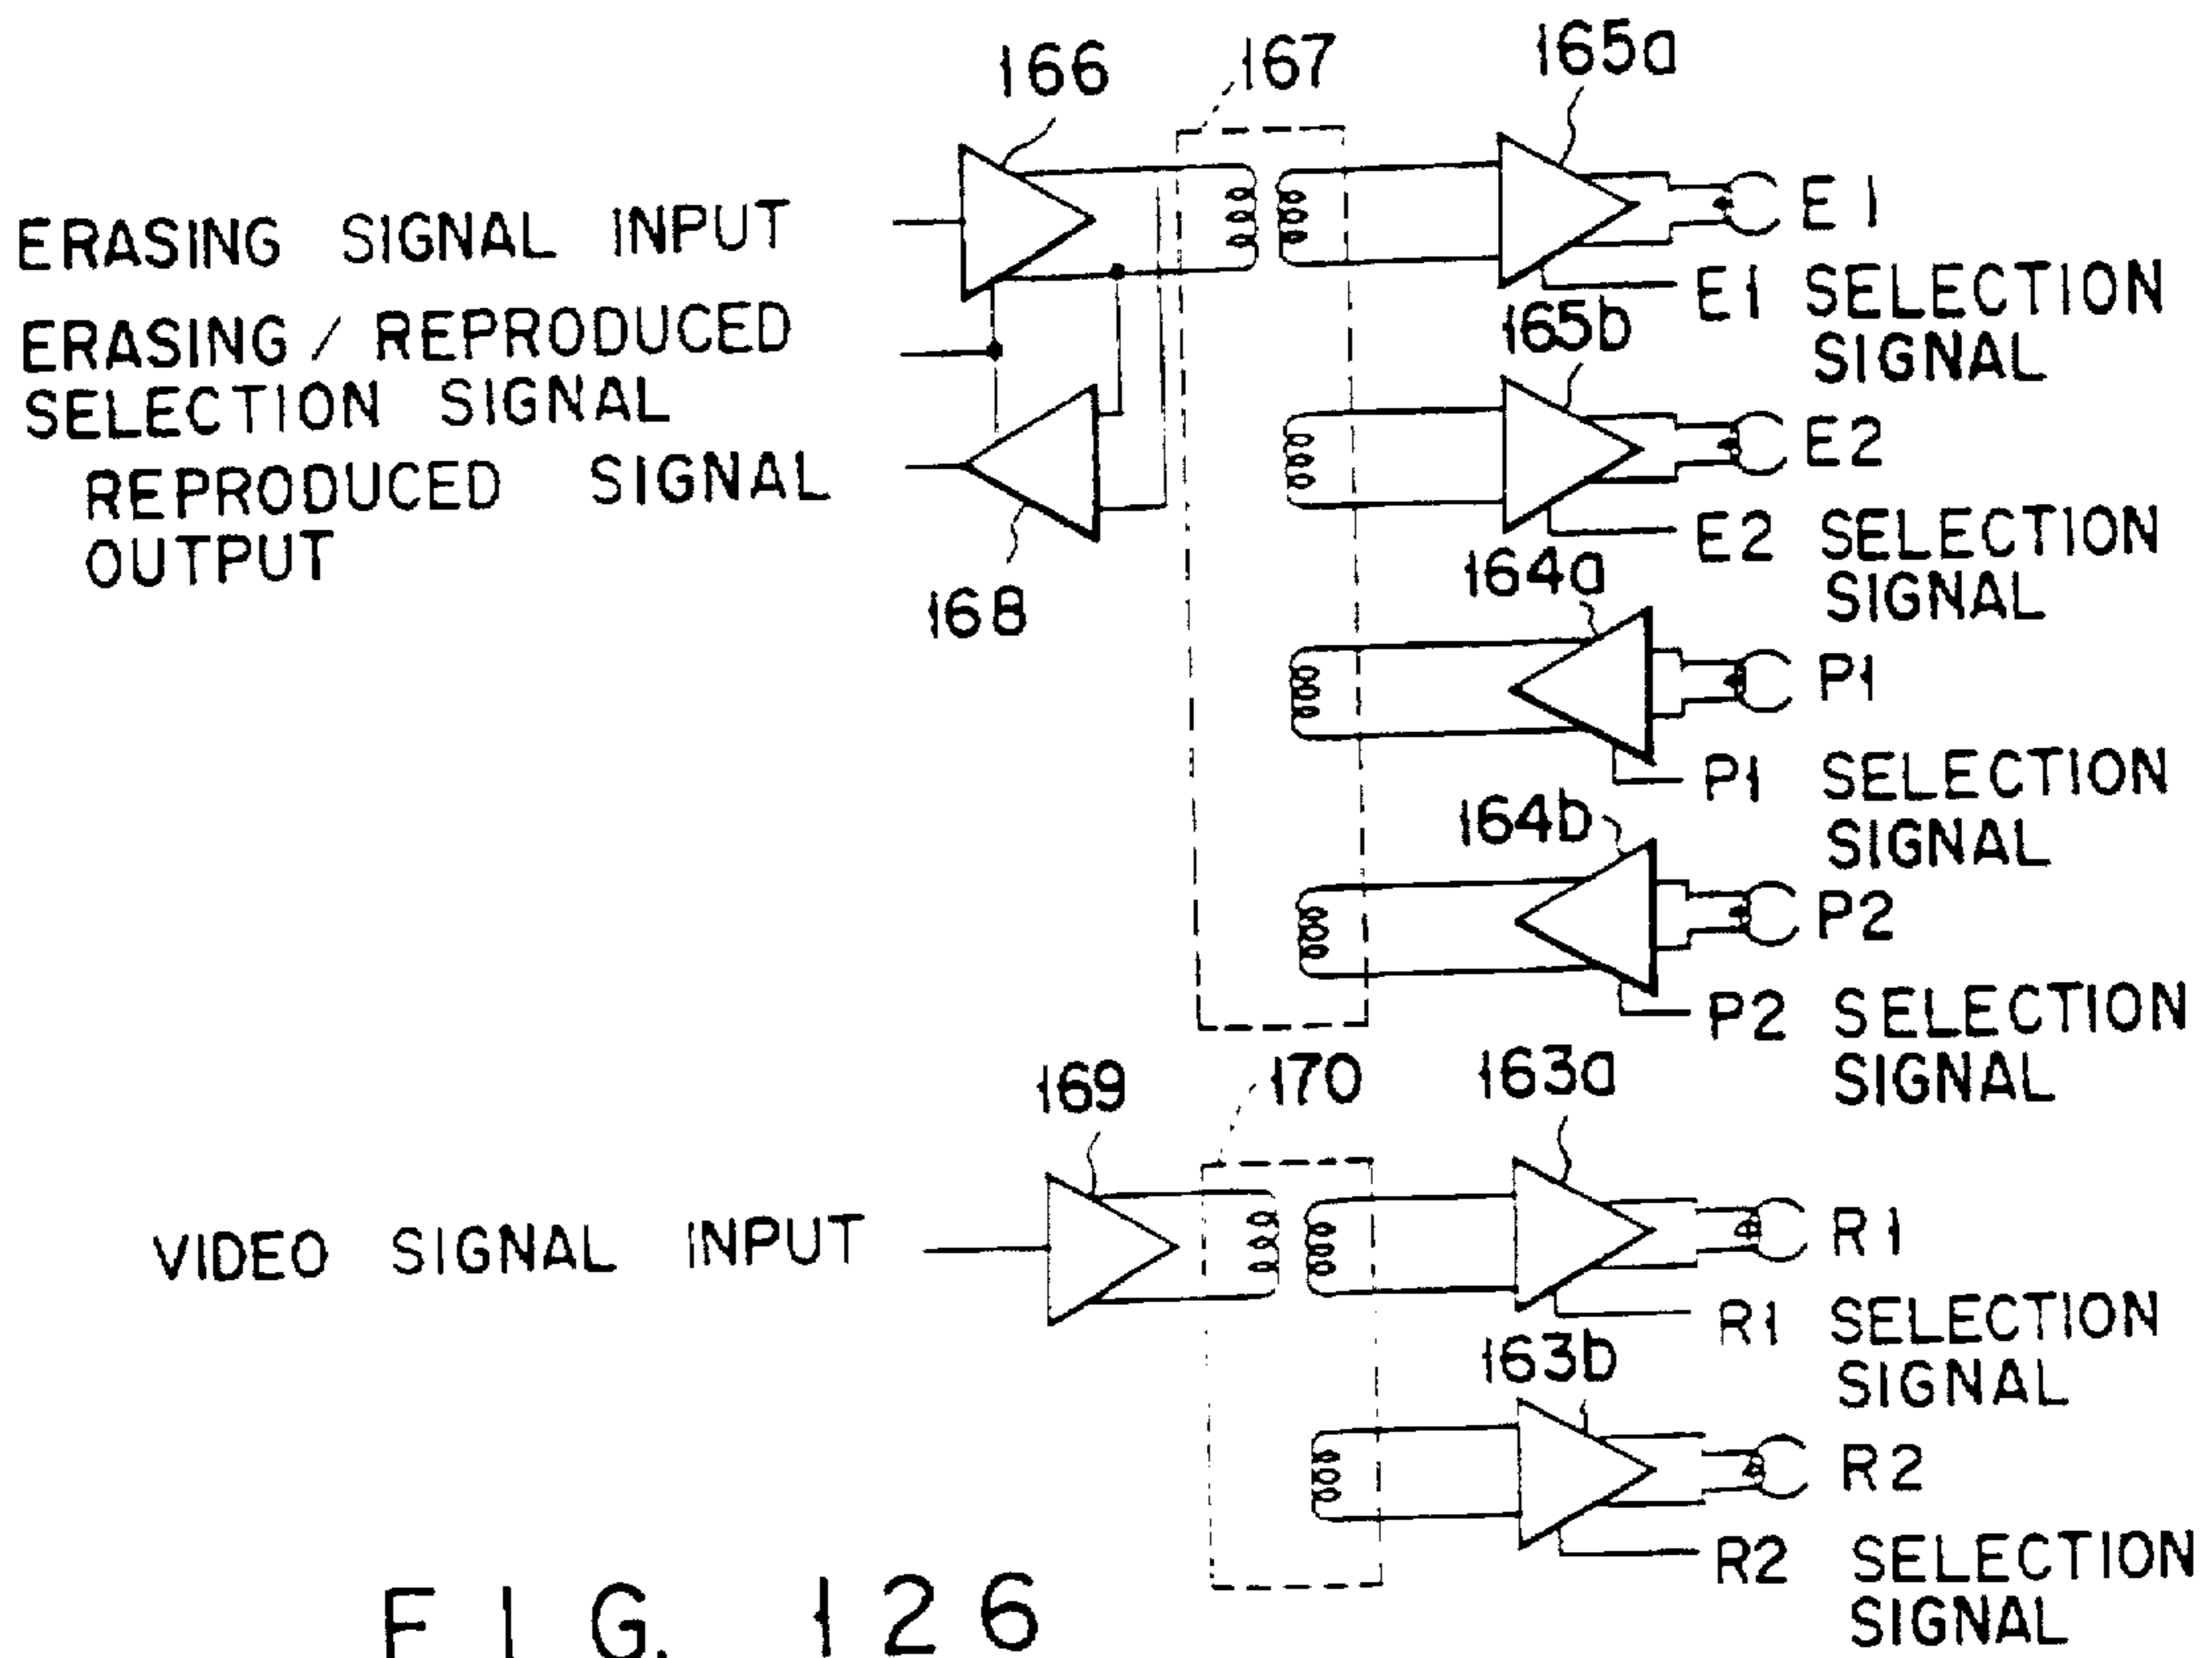 166
167
165a
ERASING SIGNAL INPUT
E1
E1 SELECTION
SIGNAL
ERASING / REPRODUCED
SELECTION SIGNAL
165b
E2
REPRODUCED SIGNAL
OUTPUT
E2 SELECTION
SIGNAL
168
164a
P1
P1 SELECTION
SIGNAL
164b
P2
P2 SELECTION
SIGNAL
169
170
163a
VIDEO SIGNAL INPUT
R1
R1 SELECTION
SIGNAL
163b
R2
R2 SELECTION
SIGNAL
FIG. 126